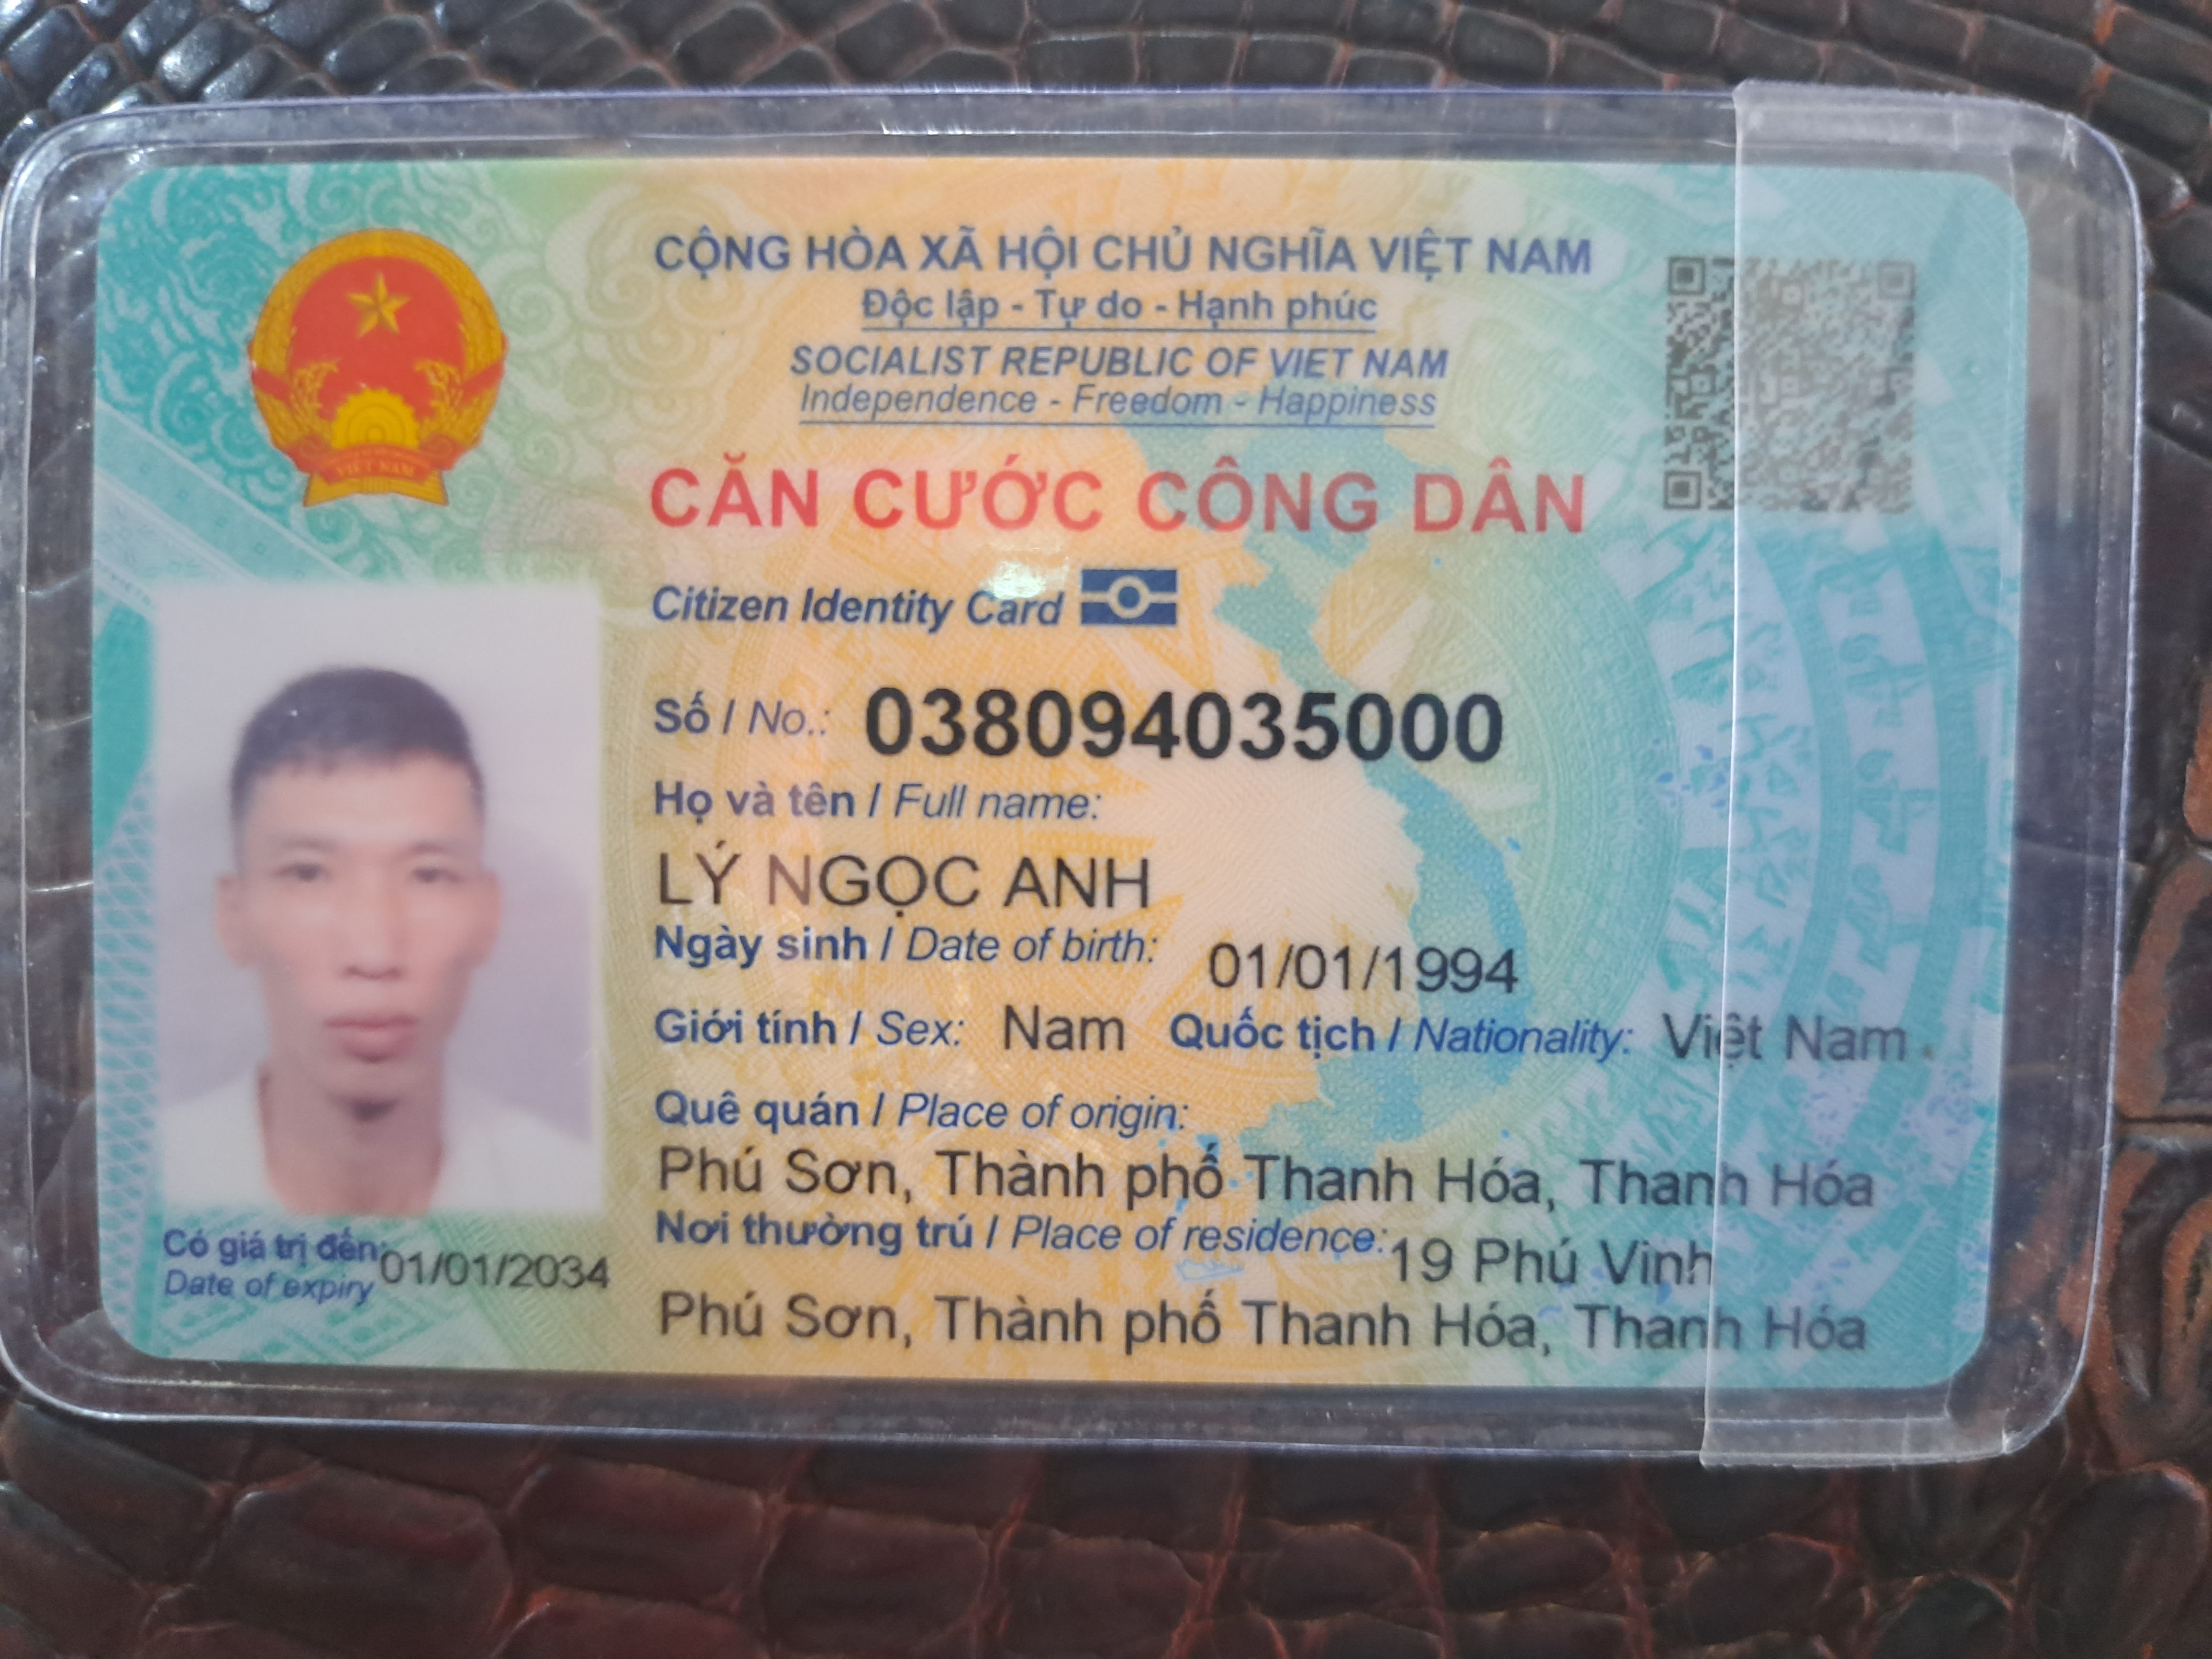 CỘNG HÒA XÃ HỘI CHỦ NGHĨA VIỆT NAM
Độc lập - Tự do - Hạnh phúc
SOCIALIST REPUBLIC OF VIET NAM
Independence - Freedom - Happiness
CĂN CƯỚC CÔNG DÂN
Citizen Identity Card
VIỆT NAM
Số / No.: 038094035000
Họ và tên / Full name:
LÝ NGỌC ANH
Ngày sinh / Date of birth: 01/01/1994
Giới tính / Sex: Nam Quốc tịch / Nationality: Việt Nam
Quê quán / Place of origin:
Phú Sơn, Thành phố Thanh Hóa, Thanh Hóa
Nơi thường trú / Place of residence: 19 Phú Vinh
Phú Sơn, Thành phố Thanh Hóa, Thanh Hóa
Có giá trị đến: 01/01/2034
Date of expiry